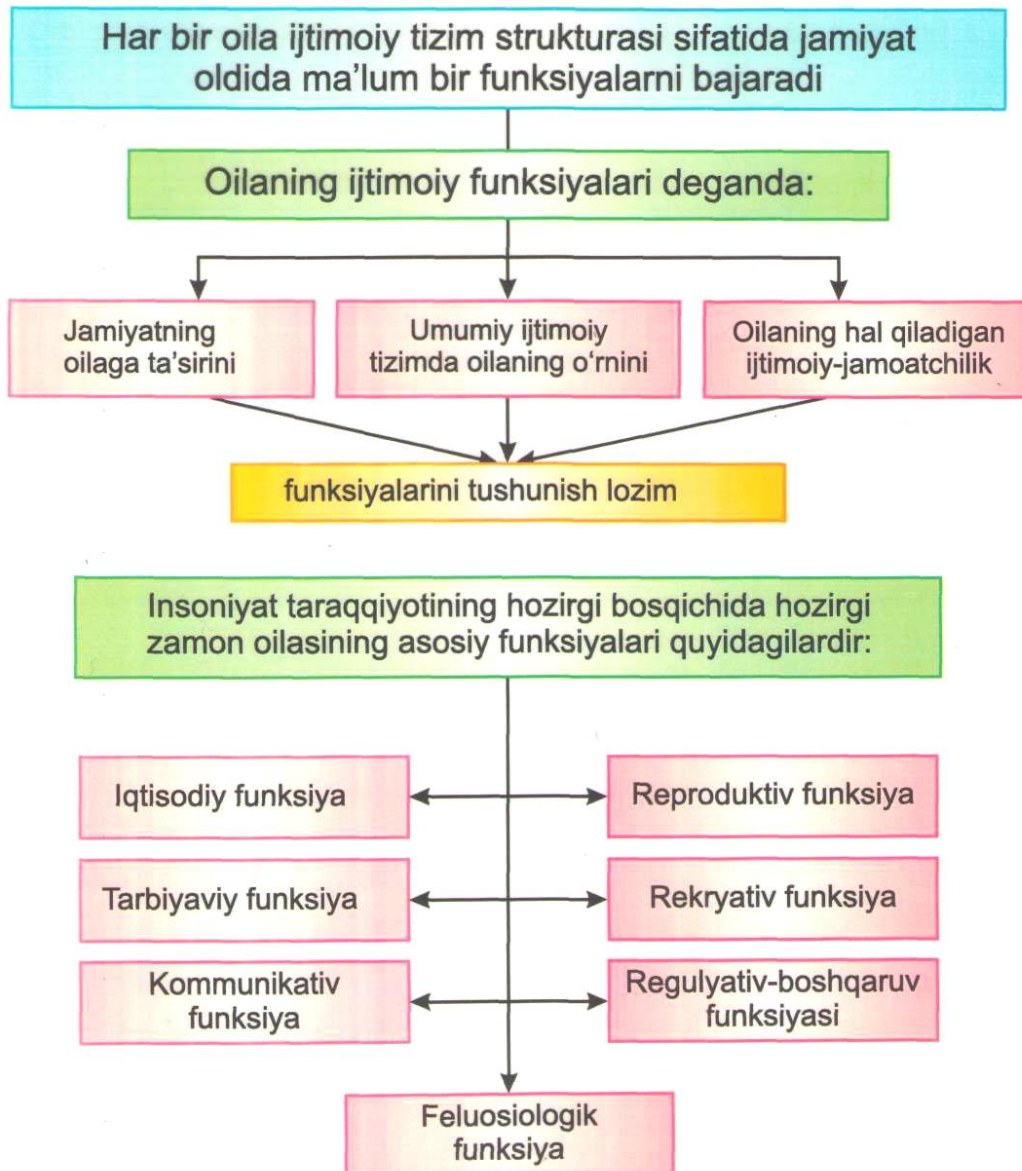 Har bir oila ijtimoiy tizim strukturasi sifatida jamiyat
oldida ma’lum bir funksiyalarni bajaradi
Oilaning ijtimoiy funksiyalari deganda:
Jamiyatning
oilaga ta’sirini
Umumiy ijtimoiy
tizimda oilaning o‘rnini
Oilaning hal qiladigan
ijtimoiy-jamoatchilik
funksiyalarini tushunish lozim
Insoniyat taraqqiyotining hozirgi bosqichida hozirgi
zamon oilasining asosiy funksiyalari quyidagilardir:
Iqtisodiy funksiya
Reproduktiv funksiya
Tarbiyaviy funksiya
Rekryativ funksiya
Kommunikativ
funksiya
Regulyativ-boshqaruv
funksiyasi
Feluosiologik
funksiya